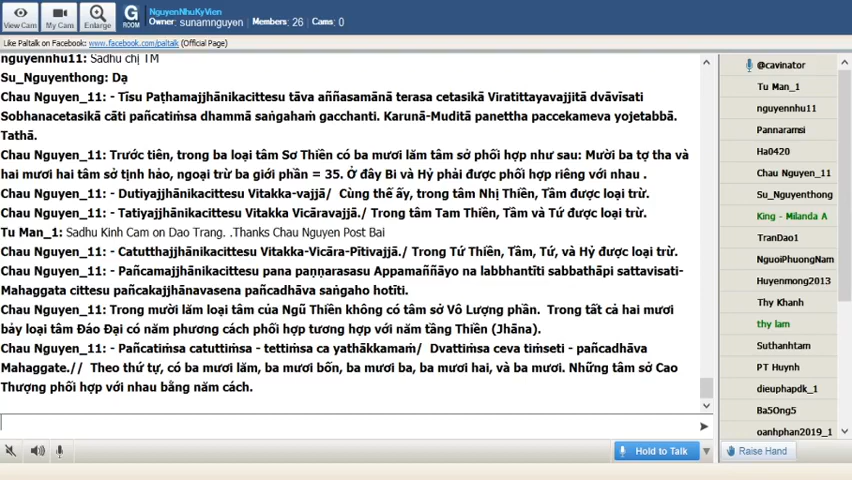 View Cam
My Cam
Enlarge
G
ROOM
NguyenNhuKyVien
Owner: sunamnguyen Members: 26 Cams: 0
Like Paltalk on Facebook: www.facebook.com/paltalk (Official Page)
nguyennhu11: Sadhu chị TM
Su_Nguyenthong: Dạ
Chau Nguyen_11: - Tīsu Paṭhamajjhānikacittesu tāva aññasamānā terasa cetasikā Viratittayavajjitā dvāvīsati
Sobhanacetasikā cāti pañcatiṁsa dhammā saṅgahaṁ gacchanti. Karunā-Muditā panettha paccekameva yojetabbā.
Tathā.
Chau Nguyen_11: Trước tiên, trong ba loại tâm Sơ Thiền có ba mươi lăm tâm sở phối hợp như sau: Mười ba tợ tha và
hai mươi hai tâm sở tịnh hảo, ngoại trừ ba giới phần = 35. Ở đây Bi và Hỷ phải được phối hợp riêng với nhau .
Chau Nguyen_11: - Dutiyajjhānikacittesu Vitakka-vajjā/ Cùng thế ấy, trong tâm Nhị Thiền, Tầm được loại trừ.
Chau Nguyen_11: - Tatiyajjhānikacittesu Vitakka Vicāravajjā./ Trong tâm Tam Thiền, Tầm và Tứ được loại trừ.
Tu Man_1: Sadhu Kinh Cam on Dao Trang. .Thanks Chau Nguyen Post Bai
Chau Nguyen_11: - Catutthajjhānikacittesu Vitakka-Vicāra-Pītivajjā./ Trong Tứ Thiền, Tầm, Tứ, và Hỷ được loại trừ.
Chau Nguyen_11: - Pañcamajjhānikacittesu pana paṇṇarasasu Appamaññāyo na labbhantīti sabbathāpi sattavisati-
Mahaggata cittesu pañcakajjhānavasena pañcadhāva saṅgaho hotīti.
Chau Nguyen_11: Trong mười lăm loại tâm của Ngũ Thiền không có tâm sở Vô Lượng phần. Trong tất cả hai mươi
bảy loại tâm Đáo Đại có năm phương cách phối hợp tương hợp với năm tầng Thiền (Jhāna).
Chau Nguyen_11: - Pañcatiṁsa catuttiṁsa - tettiṁsa ca yathākkamaṁ/ Dvattiṁsa ceva tiṁseti - pañcadhāva
Mahaggate.// Theo thứ tự, có ba mươi lăm, ba mươi bốn, ba mươi ba, ba mươi hai, và ba mươi. Những tâm sở Cao
Thượng phối hợp với nhau bằng năm cách.
Hold to Talk
@cavinator
Tu Man_1
nguyennhu11
Pannaramsi
Ha0420
Chau Nguyen_11
Su_Nguyenthong
King - Milanda A
TranDao1
NguoiPhuongNam
Huyenmong2013
Thy Khanh
thy lam
Suthanhtam
PT Huynh
dieuphapdk_1
Ba5Ong5
oanhphan2019_1
Raise Hand